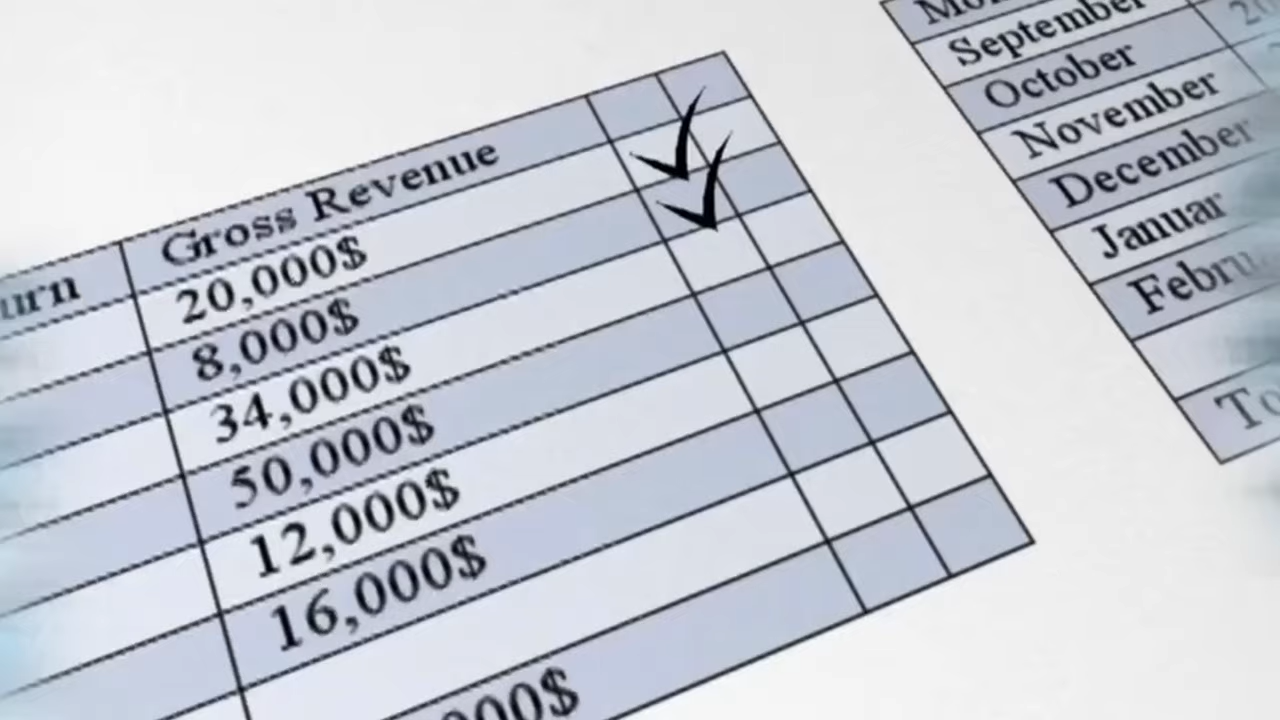 Gross Revenue
20,000$
8,000$
34,000$
50,000$
12,000$
16,000$
September
October
November
December
Januar